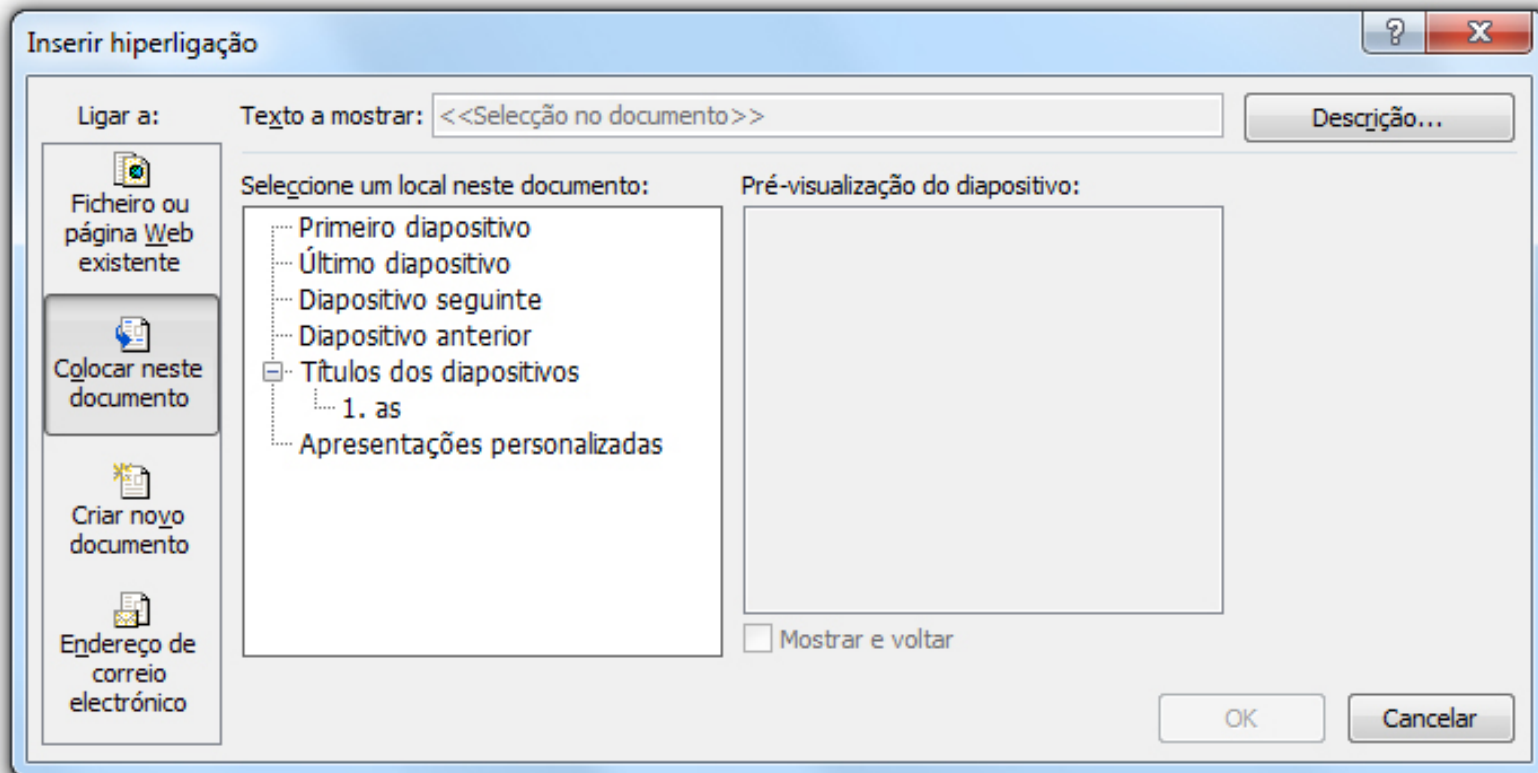 Inserir hiperligação
Ligar a:
Texto a mostrar: <<Selecção no documento>>
Descrição...
Ficheiro ou
página Web
existente
Colocar neste
documento
Criar novo
documento
Endereço de
correio
electrónico
Seleccione um local neste documento:
Primeiro diapositivo
Último diapositivo
Diapositivo seguinte
Diapositivo anterior
Títulos dos diapositivos
1. as
Apresentações personalizadas
Pré-visualização do diapositivo:
Mostrar e voltar
OK
Cancelar